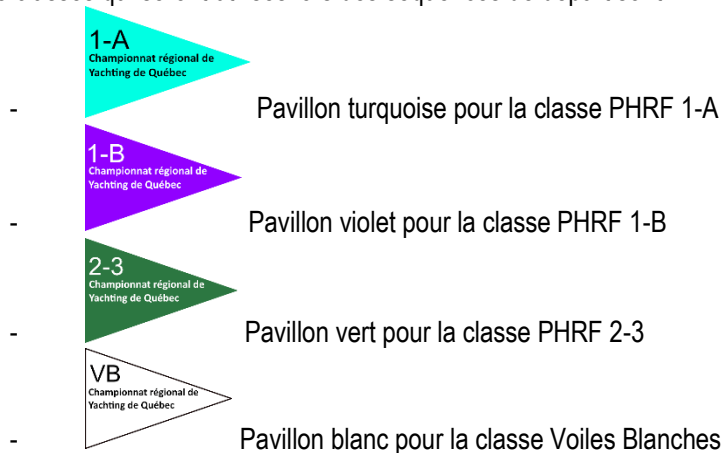 1-A
Championnat régional de
Yachting de Québec
- Pavillon turquoise pour la classe PHRF 1-A
1-B
Championnat régional de
Yachting de Québec
- Pavillon violet pour la classe PHRF 1-B
2-3
Championnat régional de
Yachting de Québec
- Pavillon vert pour la classe PHRF 2-3
VB
Championnat régional de
Yachting de Québec
- Pavillon blanc pour la classe Voiles Blanches